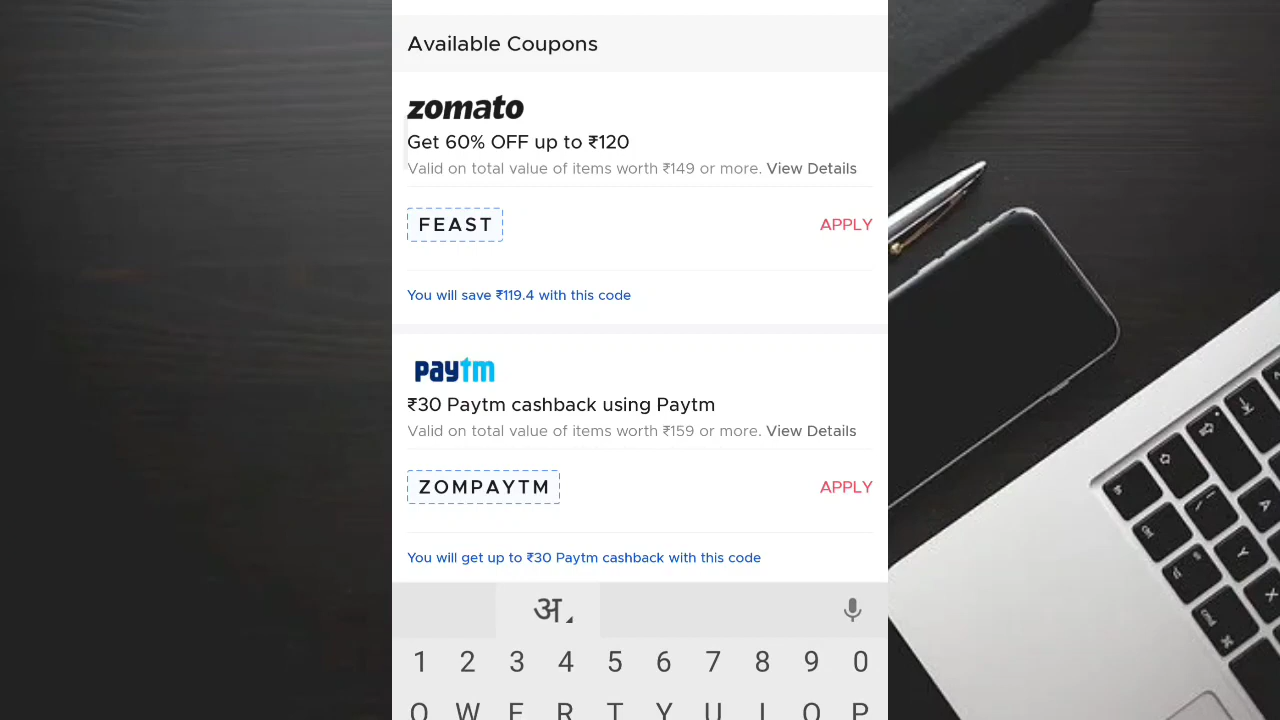 Available Coupons
zomato
Get 60% OFF up to ₹120
Valid on total value of items worth ₹149 or more. View Details
FEAST APPLY
You will save ₹119.4 with this code
paytm
₹30 Paytm cashback using Paytm
Valid on total value of items worth ₹159 or more. View Details
ZOMPAYTM APPLY
You will get up to ₹30 Paytm cashback with this code
अ
1 2 3 4 5 6 7 8 9 0
Q W E R T Y U I O P